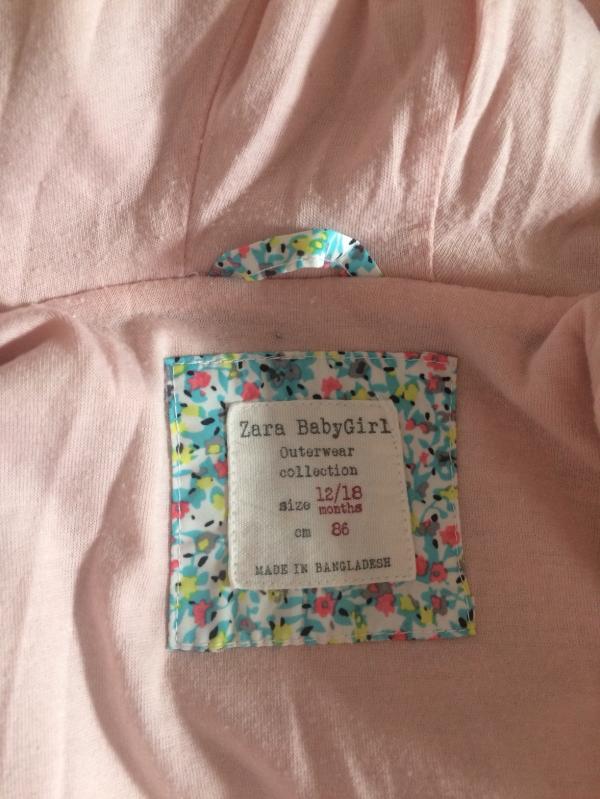 Zara BabyGirl
Outerwear
collection
size 12/18 months
cm 86
MADE IN BANGLADESH